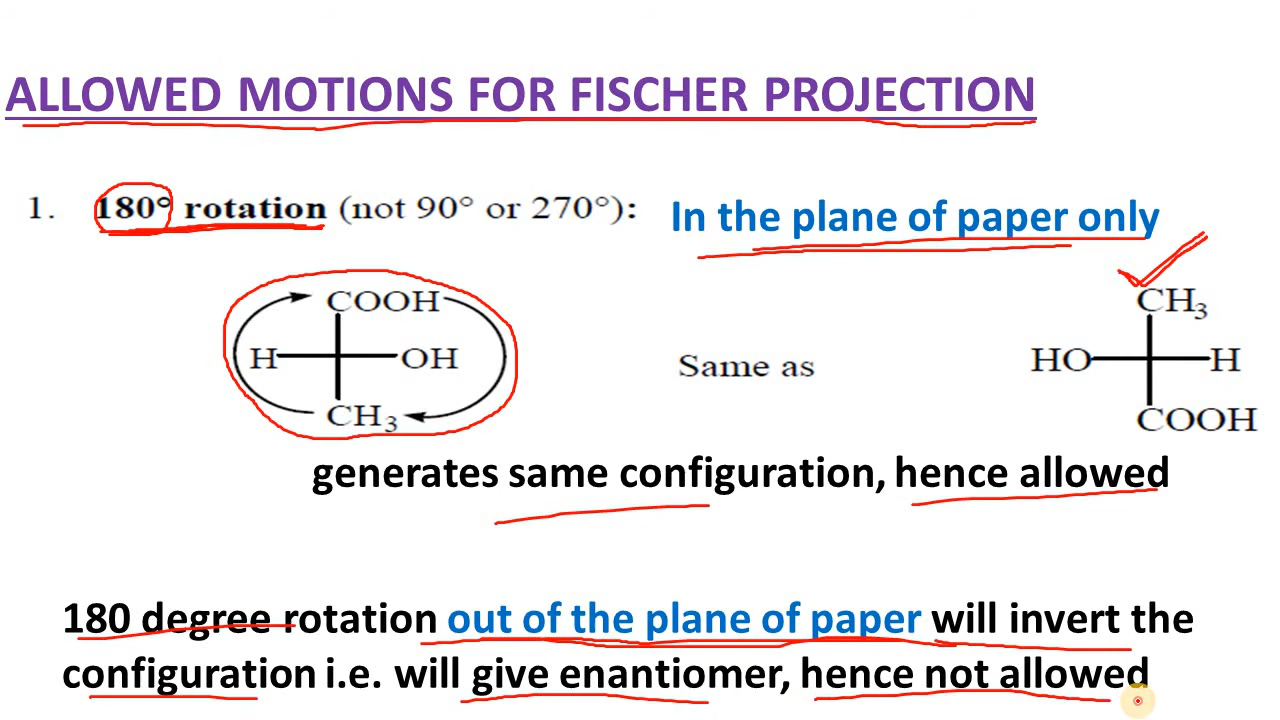 ALLOWED MOTIONS FOR FISCHER PROJECTION
1. 180° rotation (not 90° or 270°): In the plane of paper only
COOH CH₃
H OH Same as HO H
CH₃ COOH
generates same configuration, hence allowed
180 degree rotation out of the plane of paper will invert the
configuration i.e. will give enantiomer, hence not allowed